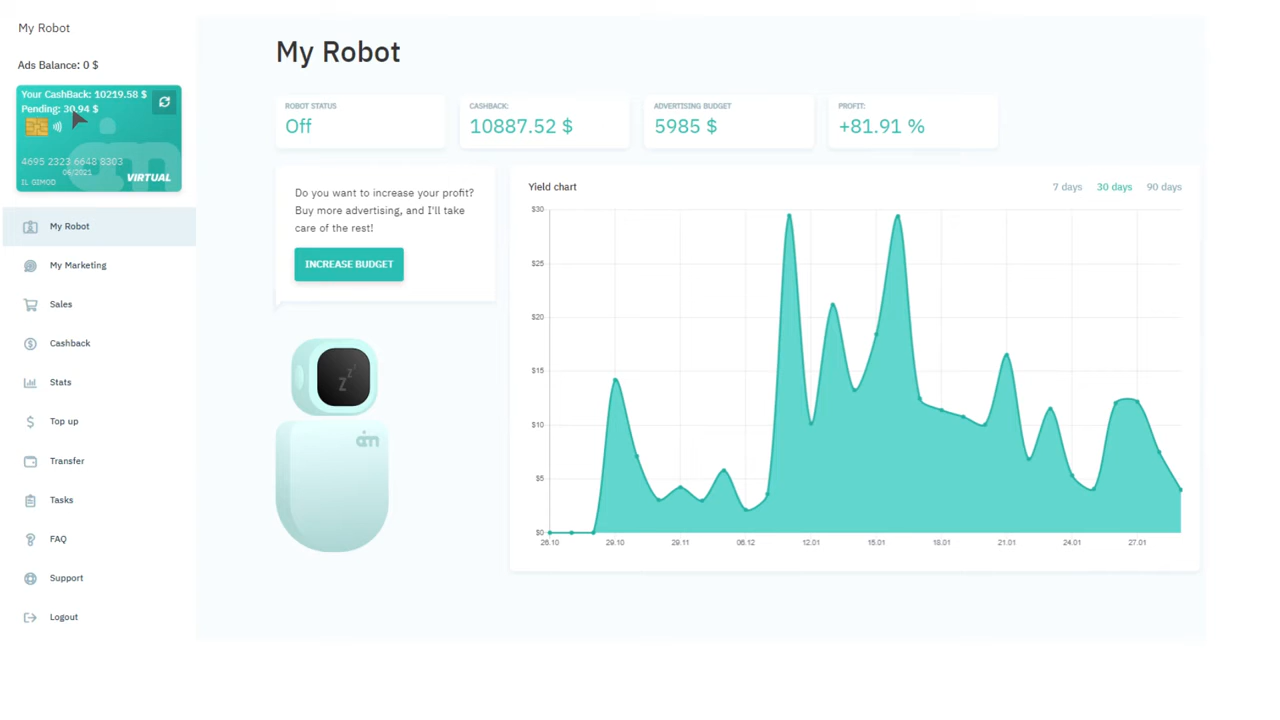 My Robot
Ads Balance: 0 $
Your CashBack: 10219.58 $
Pending: 30.94 $
4695 2323 6648 8303
06/2021
IL GIMOD
VIRTUAL
My Robot
My Marketing
Sales
Cashback
Stats
Top up
Transfer
Tasks
FAQ
Support
Logout
My Robot
ROBOT STATUS
Off
CASHBACK:
10887.52 $
ADVERTISING BUDGET
5985 $
PROFIT:
+81.91 %
Do you want to increase your profit?
Buy more advertising, and I'll take
care of the rest!
INCREASE BUDGET
z z z
aim
Yield chart
7 days 30 days 90 days
$30
$25
$20
$15
$10
$5
$0
26.10 29.10 29.11 06.12 12.01 15.01 18.01 21.01 24.01 27.01